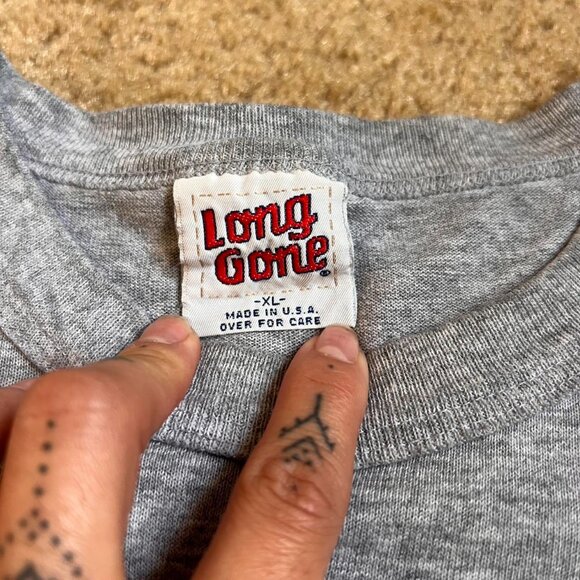 Long
Gone
®
-XL-
MADE IN U.S.A.
OVER FOR CARE